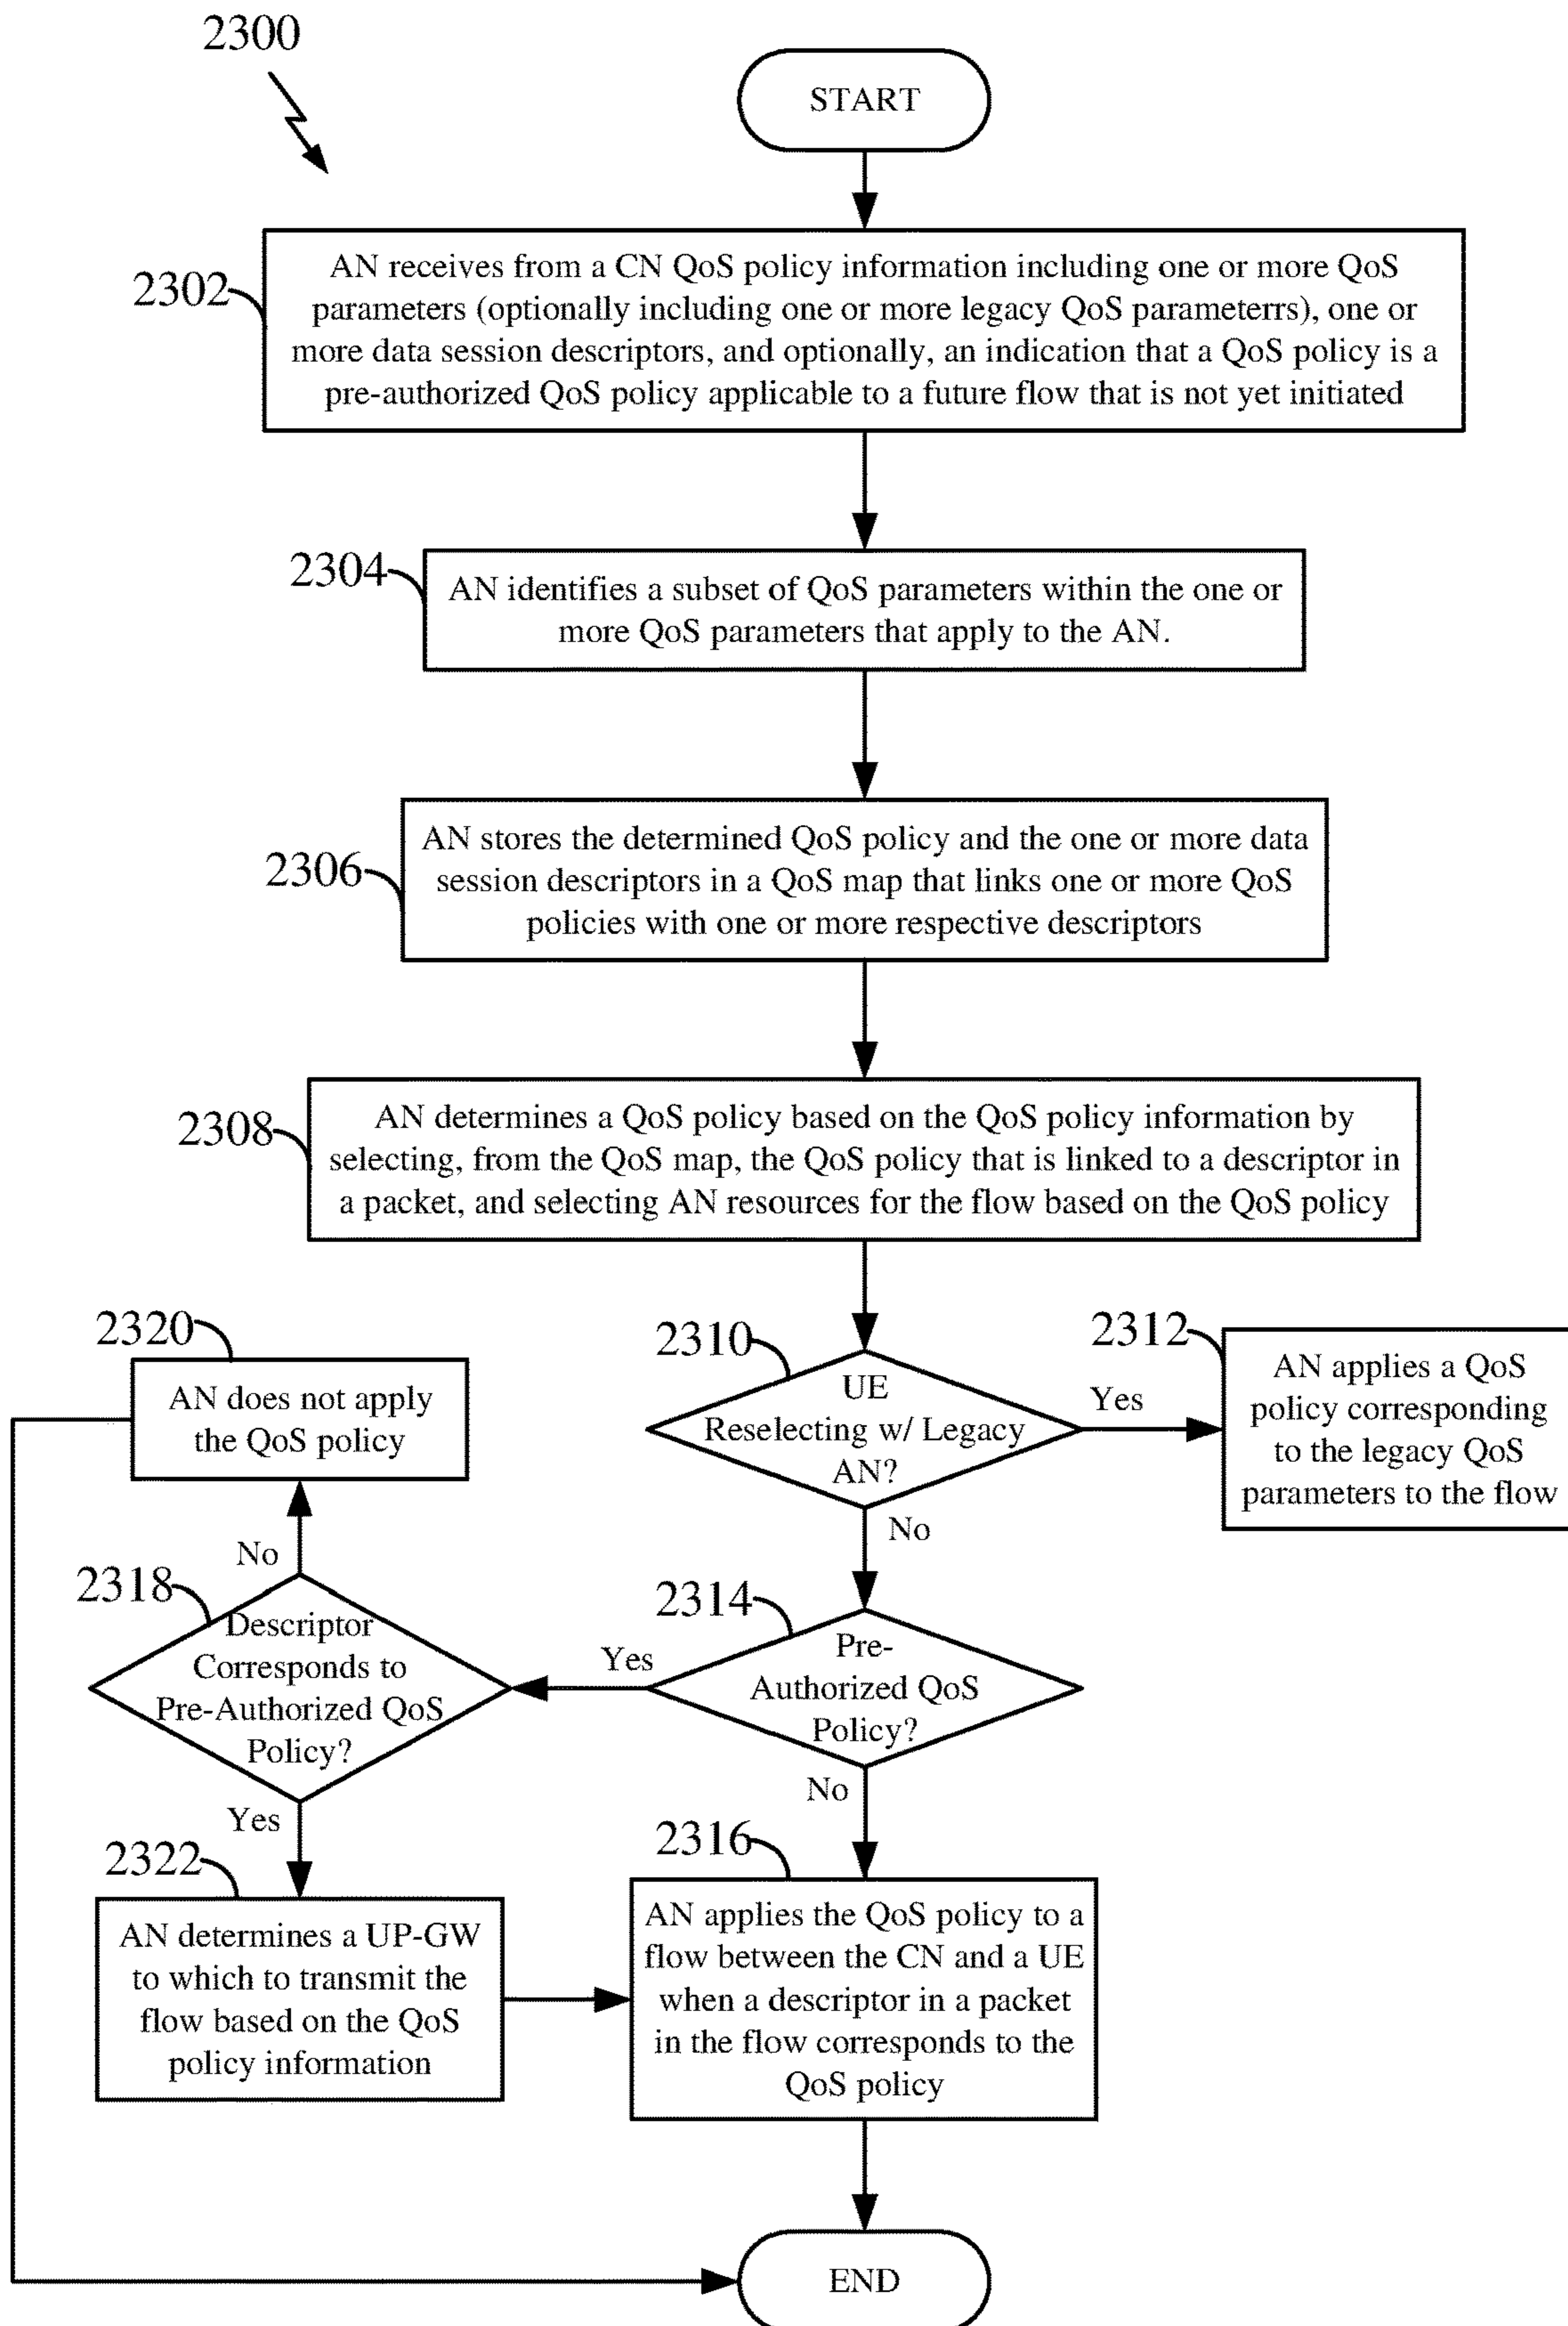 2300
START
2302
AN receives from a CN QoS policy information including one or more QoS
parameters (optionally including one or more legacy QoS parameterrs), one or
more data session descriptors, and optionally, an indication that a QoS policy is a
pre-authorized QoS policy applicable to a future flow that is not yet initiated
2304
AN identifies a subset of QoS parameters within the one or
more QoS parameters that apply to the AN.
2306
AN stores the determined QoS policy and the one or more data
session descriptors in a QoS map that links one or more QoS
policies with one or more respective descriptors
2308
AN determines a QoS policy based on the QoS policy information by
selecting, from the QoS map, the QoS policy that is linked to a descriptor in
a packet, and selecting AN resources for the flow based on the QoS policy
2310
UE
Reselecting w/ Legacy
AN?
Yes
2312
AN applies a QoS
policy corresponding
to the legacy QoS
parameters to the flow
No
2314
Pre-
Authorized QoS
Policy?
Yes
2318
Descriptor
Corresponds to
Pre-Authorized QoS
Policy?
No
2320
AN does not apply
the QoS policy
Yes
2322
AN determines a UP-GW
to which to transmit the
flow based on the QoS
policy information
No
2316
AN applies the QoS policy to a
flow between the CN and a UE
when a descriptor in a packet
in the flow corresponds to the
QoS policy
END